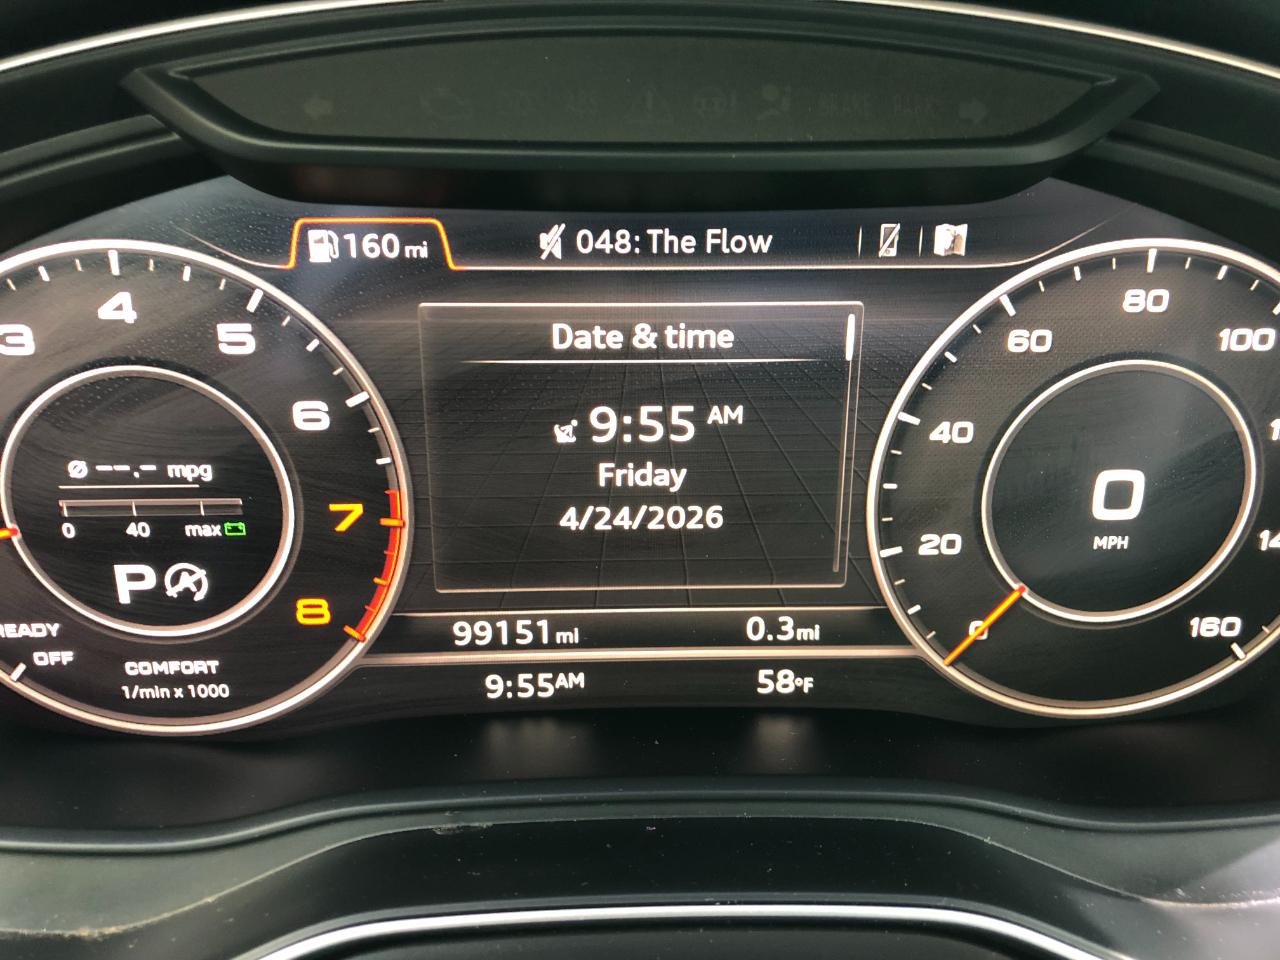 160 mi
048: The Flow
Date & time
9:55 AM
Friday
4/24/2026
99151 mi
0.3 mi
9:55 AM
58°F
3
4
5
6
7
8
Ø --.- mpg
0 40 max
P
READY
OFF
COMFORT
1/min x 1000
0
20
40
60
80
100
160
0
MPH